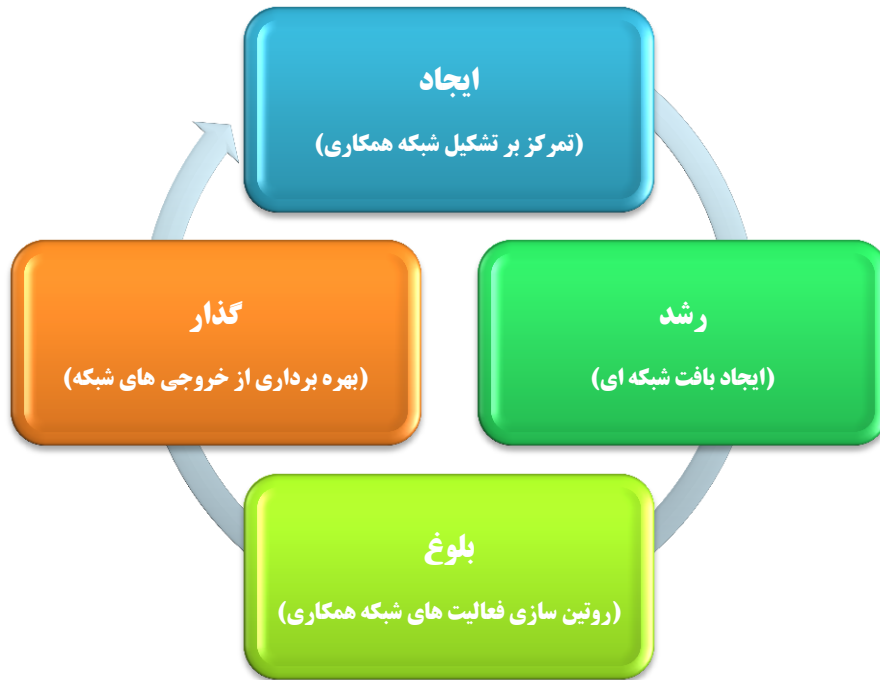 ایجاد
(تمرکز بر تشکیل شبکه همکاری)
رشد
(ایجاد بافت شبکه ای)
بلوغ
(روتین سازی فعالیت های شبکه همکاری)
گذار
(بهره برداری از خروجی های شبکه)